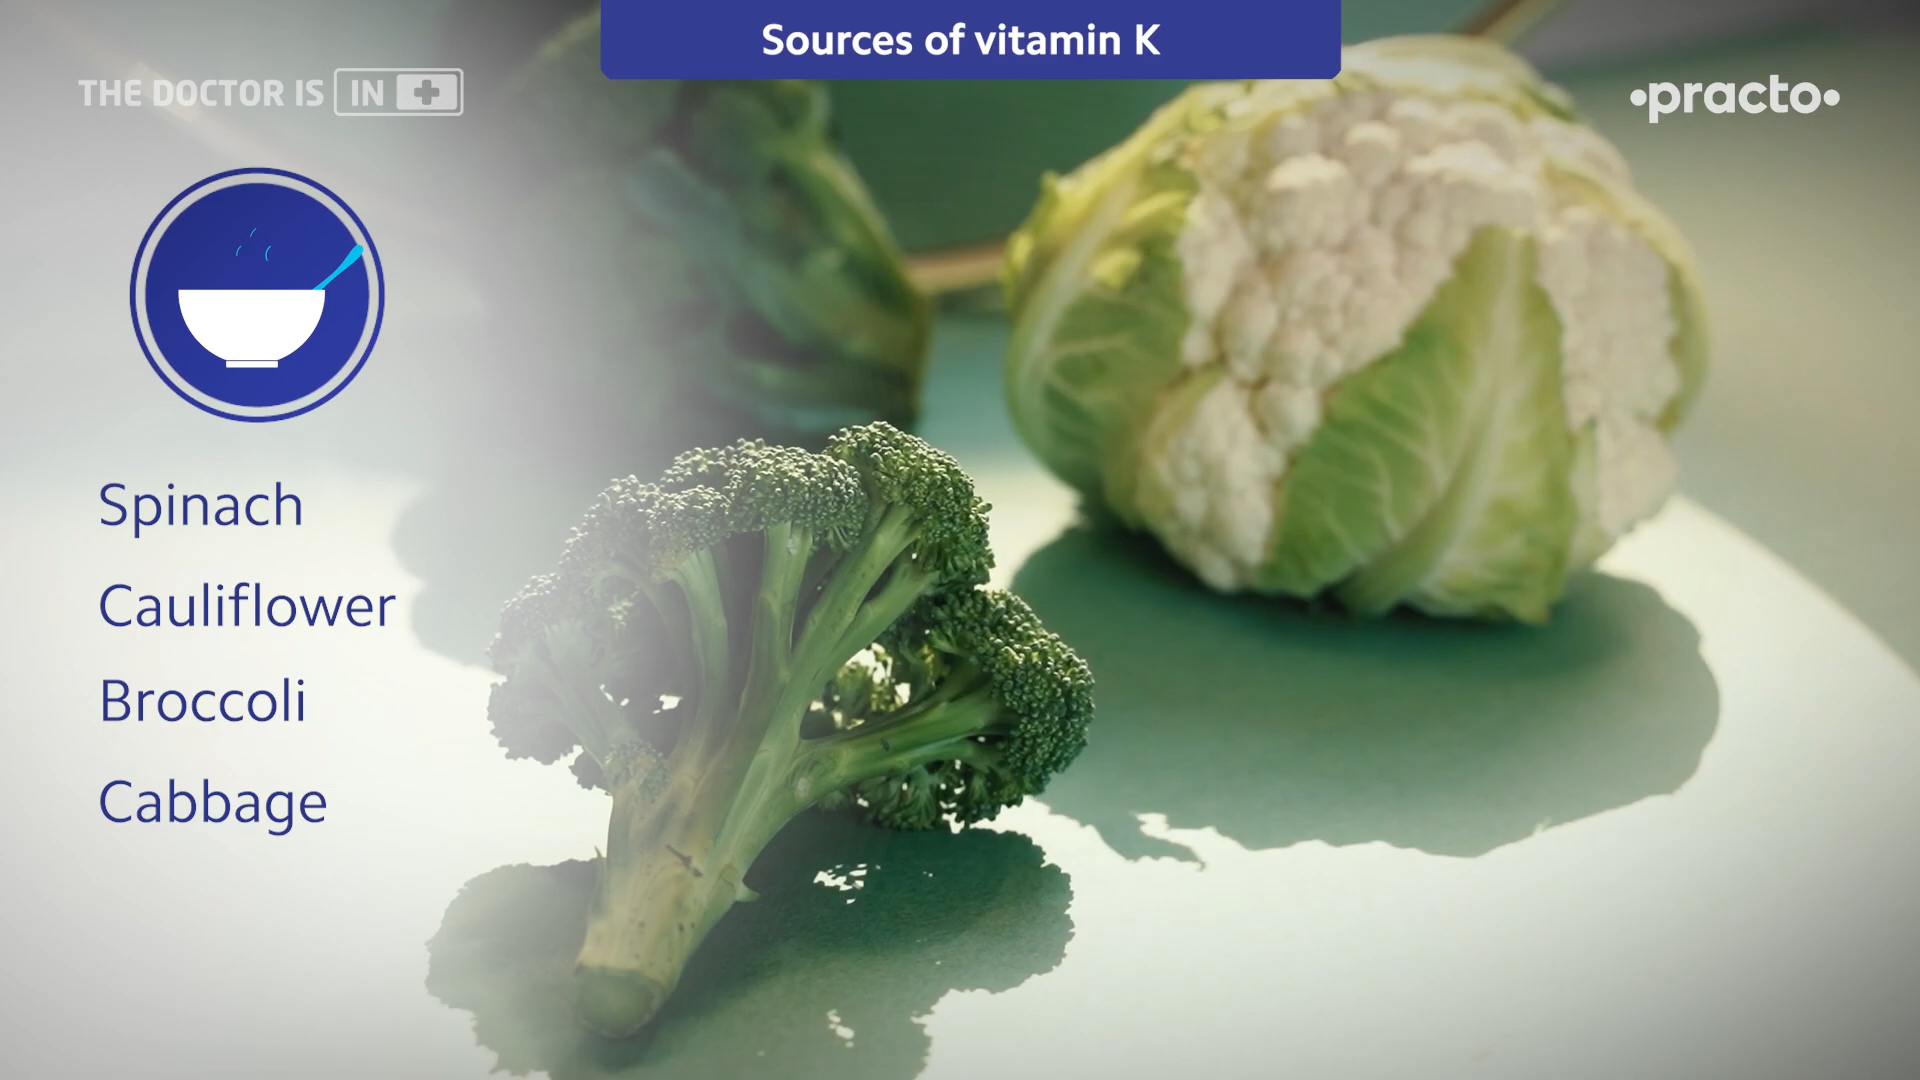 Sources of vitamin K
THE DOCTOR IS IN
•practo•
Spinach
Cauliflower
Broccoli
Cabbage